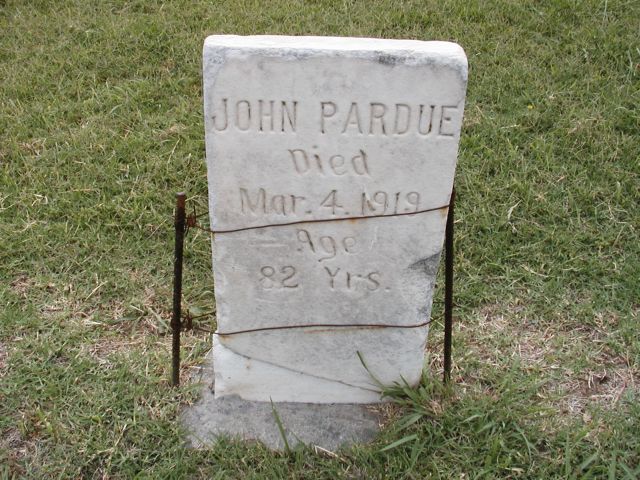 JOHN PARDUE
Died
Mar. 4. 1919
Age
82 Yrs.